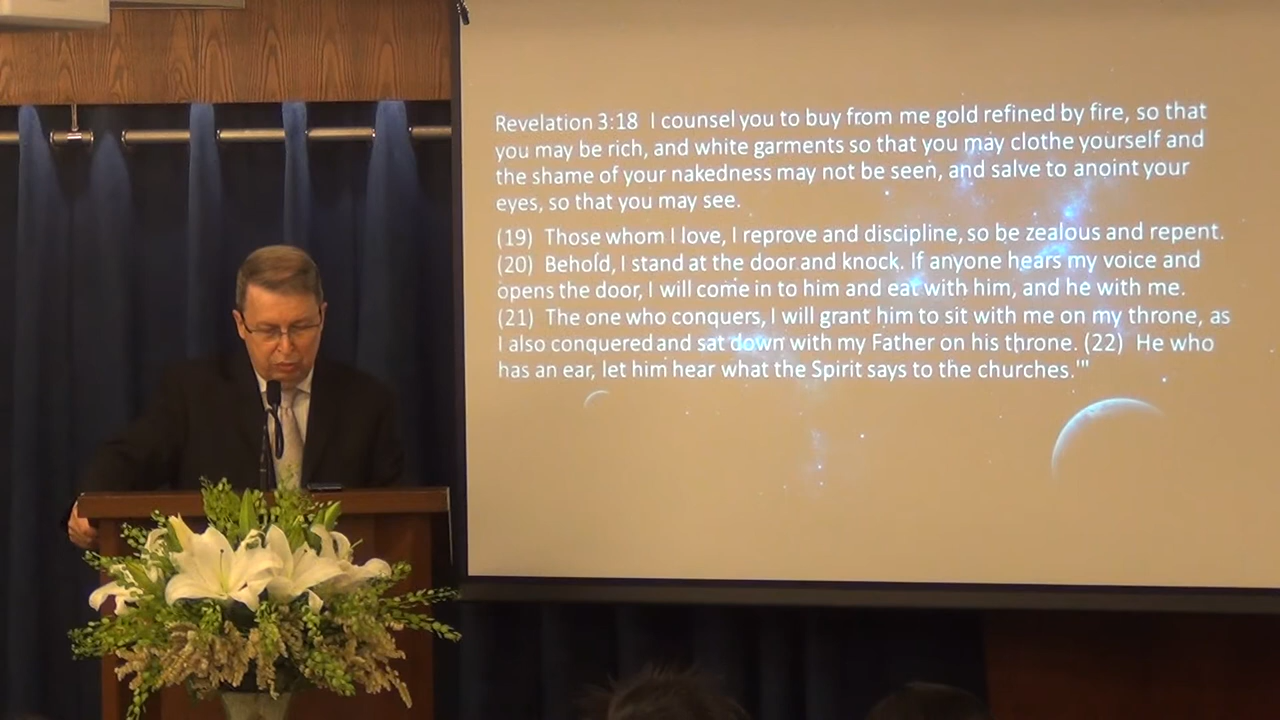 Revelation 3:18  I counsel you to buy from me gold refined by fire, so that
you may be rich, and white garments so that you may clothe yourself and
the shame of your nakedness may not be seen, and salve to anoint your
eyes, so that you may see.
(19)  Those whom I love, I reprove and discipline, so be zealous and repent.
(20)  Behold, I stand at the door and knock. If anyone hears my voice and
opens the door, I will come in to him and eat with him, and he with me.
(21)  The one who conquers, I will grant him to sit with me on my throne, as
I also conquered and sat down with my Father on his throne. (22)  He who
has an ear, let him hear what the Spirit says to the churches.'"